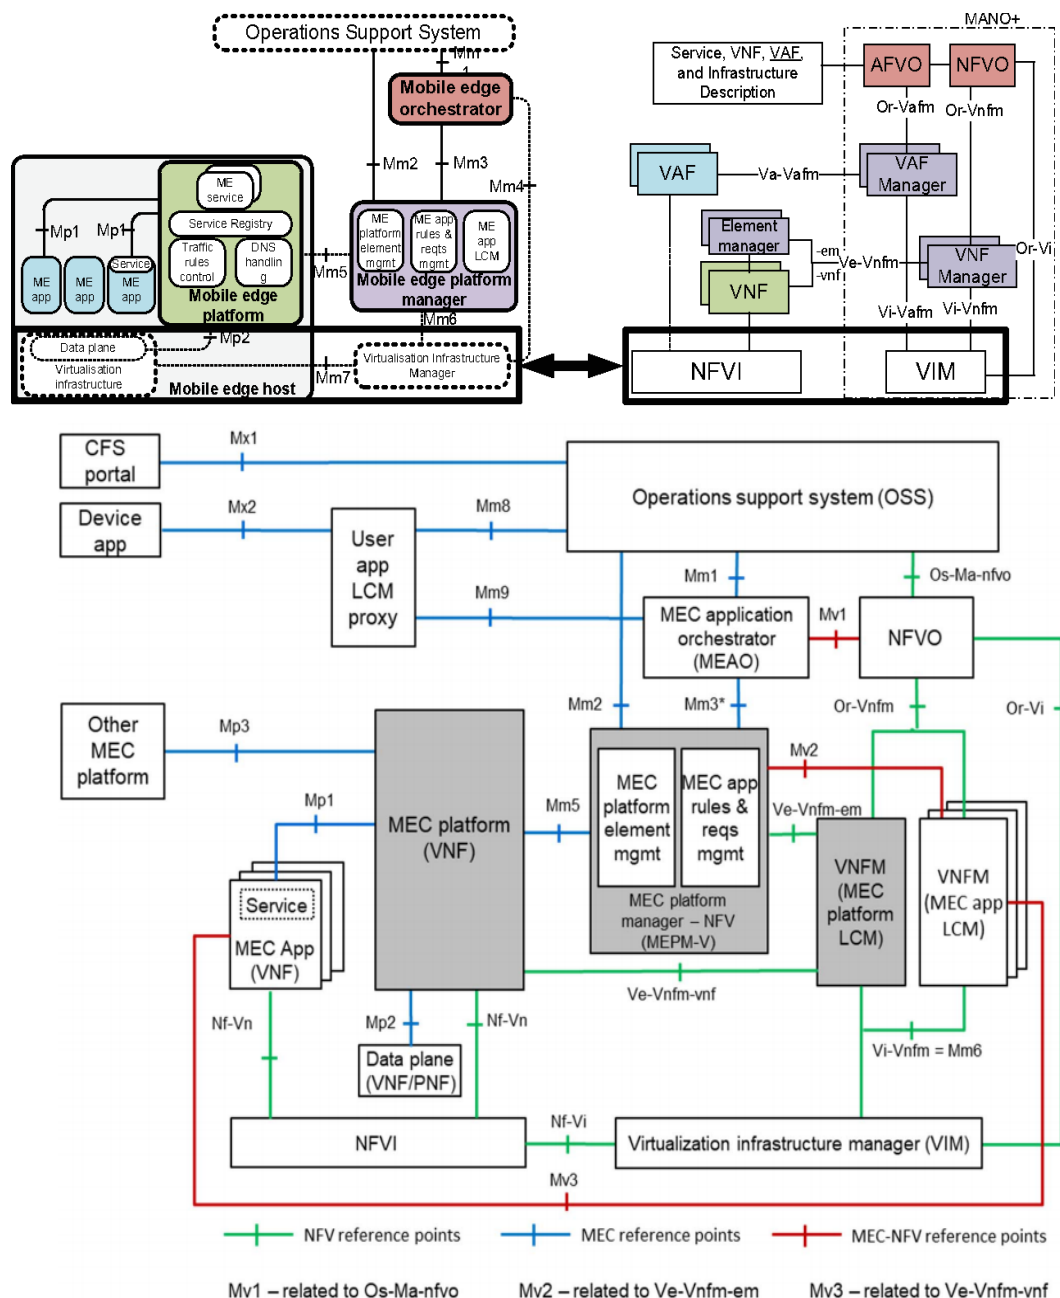 Operations Support System
Mm
1
Mobile edge
orchestrator
Mm2
Mm3
Mm4
ME
service
Service Registry
Traffic
rules
control
DNS
handlin
g
Mobile edge
platform
Mp1
Mp1
ME
app
ME
app
Service
ME
app
Mm5
ME
platform
element
mgmt
ME app
rules &
reqts
mgmt
ME
app
LCM
Mobile edge platform
manager
Mm6
Mp2
Data plane
Virtualisation
infrastructure
Mm7
Virtualisation Infrastructure
Manager
Mobile edge host
MANO+
Service, VNF, VAF,
and Infrastructure
Description
AFVO
NFVO
Or-Vafm
Or-Vnfm
VAF
Va-Vafm
VAF
Manager
Element
manager
-em
Ve-Vnfm
-vnf
VNF
VNF
Manager
Or-Vi
Vi-Vafm
Vi-Vnfm
NFVI
VIM
CFS
portal
Mx1
Operations support system (OSS)
Device
app
Mx2
User
app
LCM
proxy
Mm8
Mm9
Mm1
Os-Ma-nfvo
MEC application
orchestrator
(MEAO)
Mv1
NFVO
Mm2
Mm3*
Or-Vnfm
Or-Vi
Other
MEC
platform
Mp3
MEC platform
(VNF)
Mp1
Mm5
MEC
platform
element
mgmt
MEC app
rules &
reqs
mgmt
MEC platform
manager – NFV
(MEPM-V)
Mv2
Ve-Vnfm-em
VNFM
(MEC
platform
LCM)
VNFM
(MEC app
LCM)
Service
MEC App
(VNF)
Ve-Vnfm-vnf
Nf-Vn
Mp2
Nf-Vn
Data plane
(VNF/PNF)
Vi-Vnfm = Mm6
NFVI
Nf-Vi
Virtualization infrastructure manager (VIM)
Mv3
NFV reference points
MEC reference points
MEC-NFV reference points
Mv1 – related to Os-Ma-nfvo
Mv2 – related to Ve-Vnfm-em
Mv3 – related to Ve-Vnfm-vnf